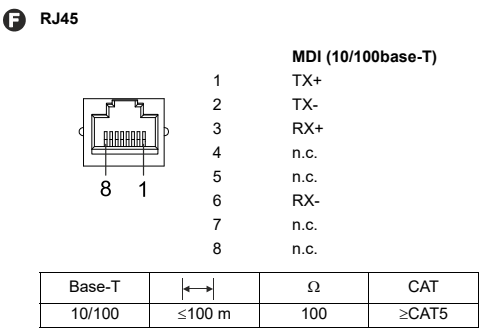 F RJ45
MDI (10/100base-T)
1 TX+
2 TX-
3 RX+
4 n.c.
5 n.c.
6 RX-
7 n.c.
8 n.c.
8 1
Base-T Ω CAT
10/100 ≤100 m 100 ≥CAT5